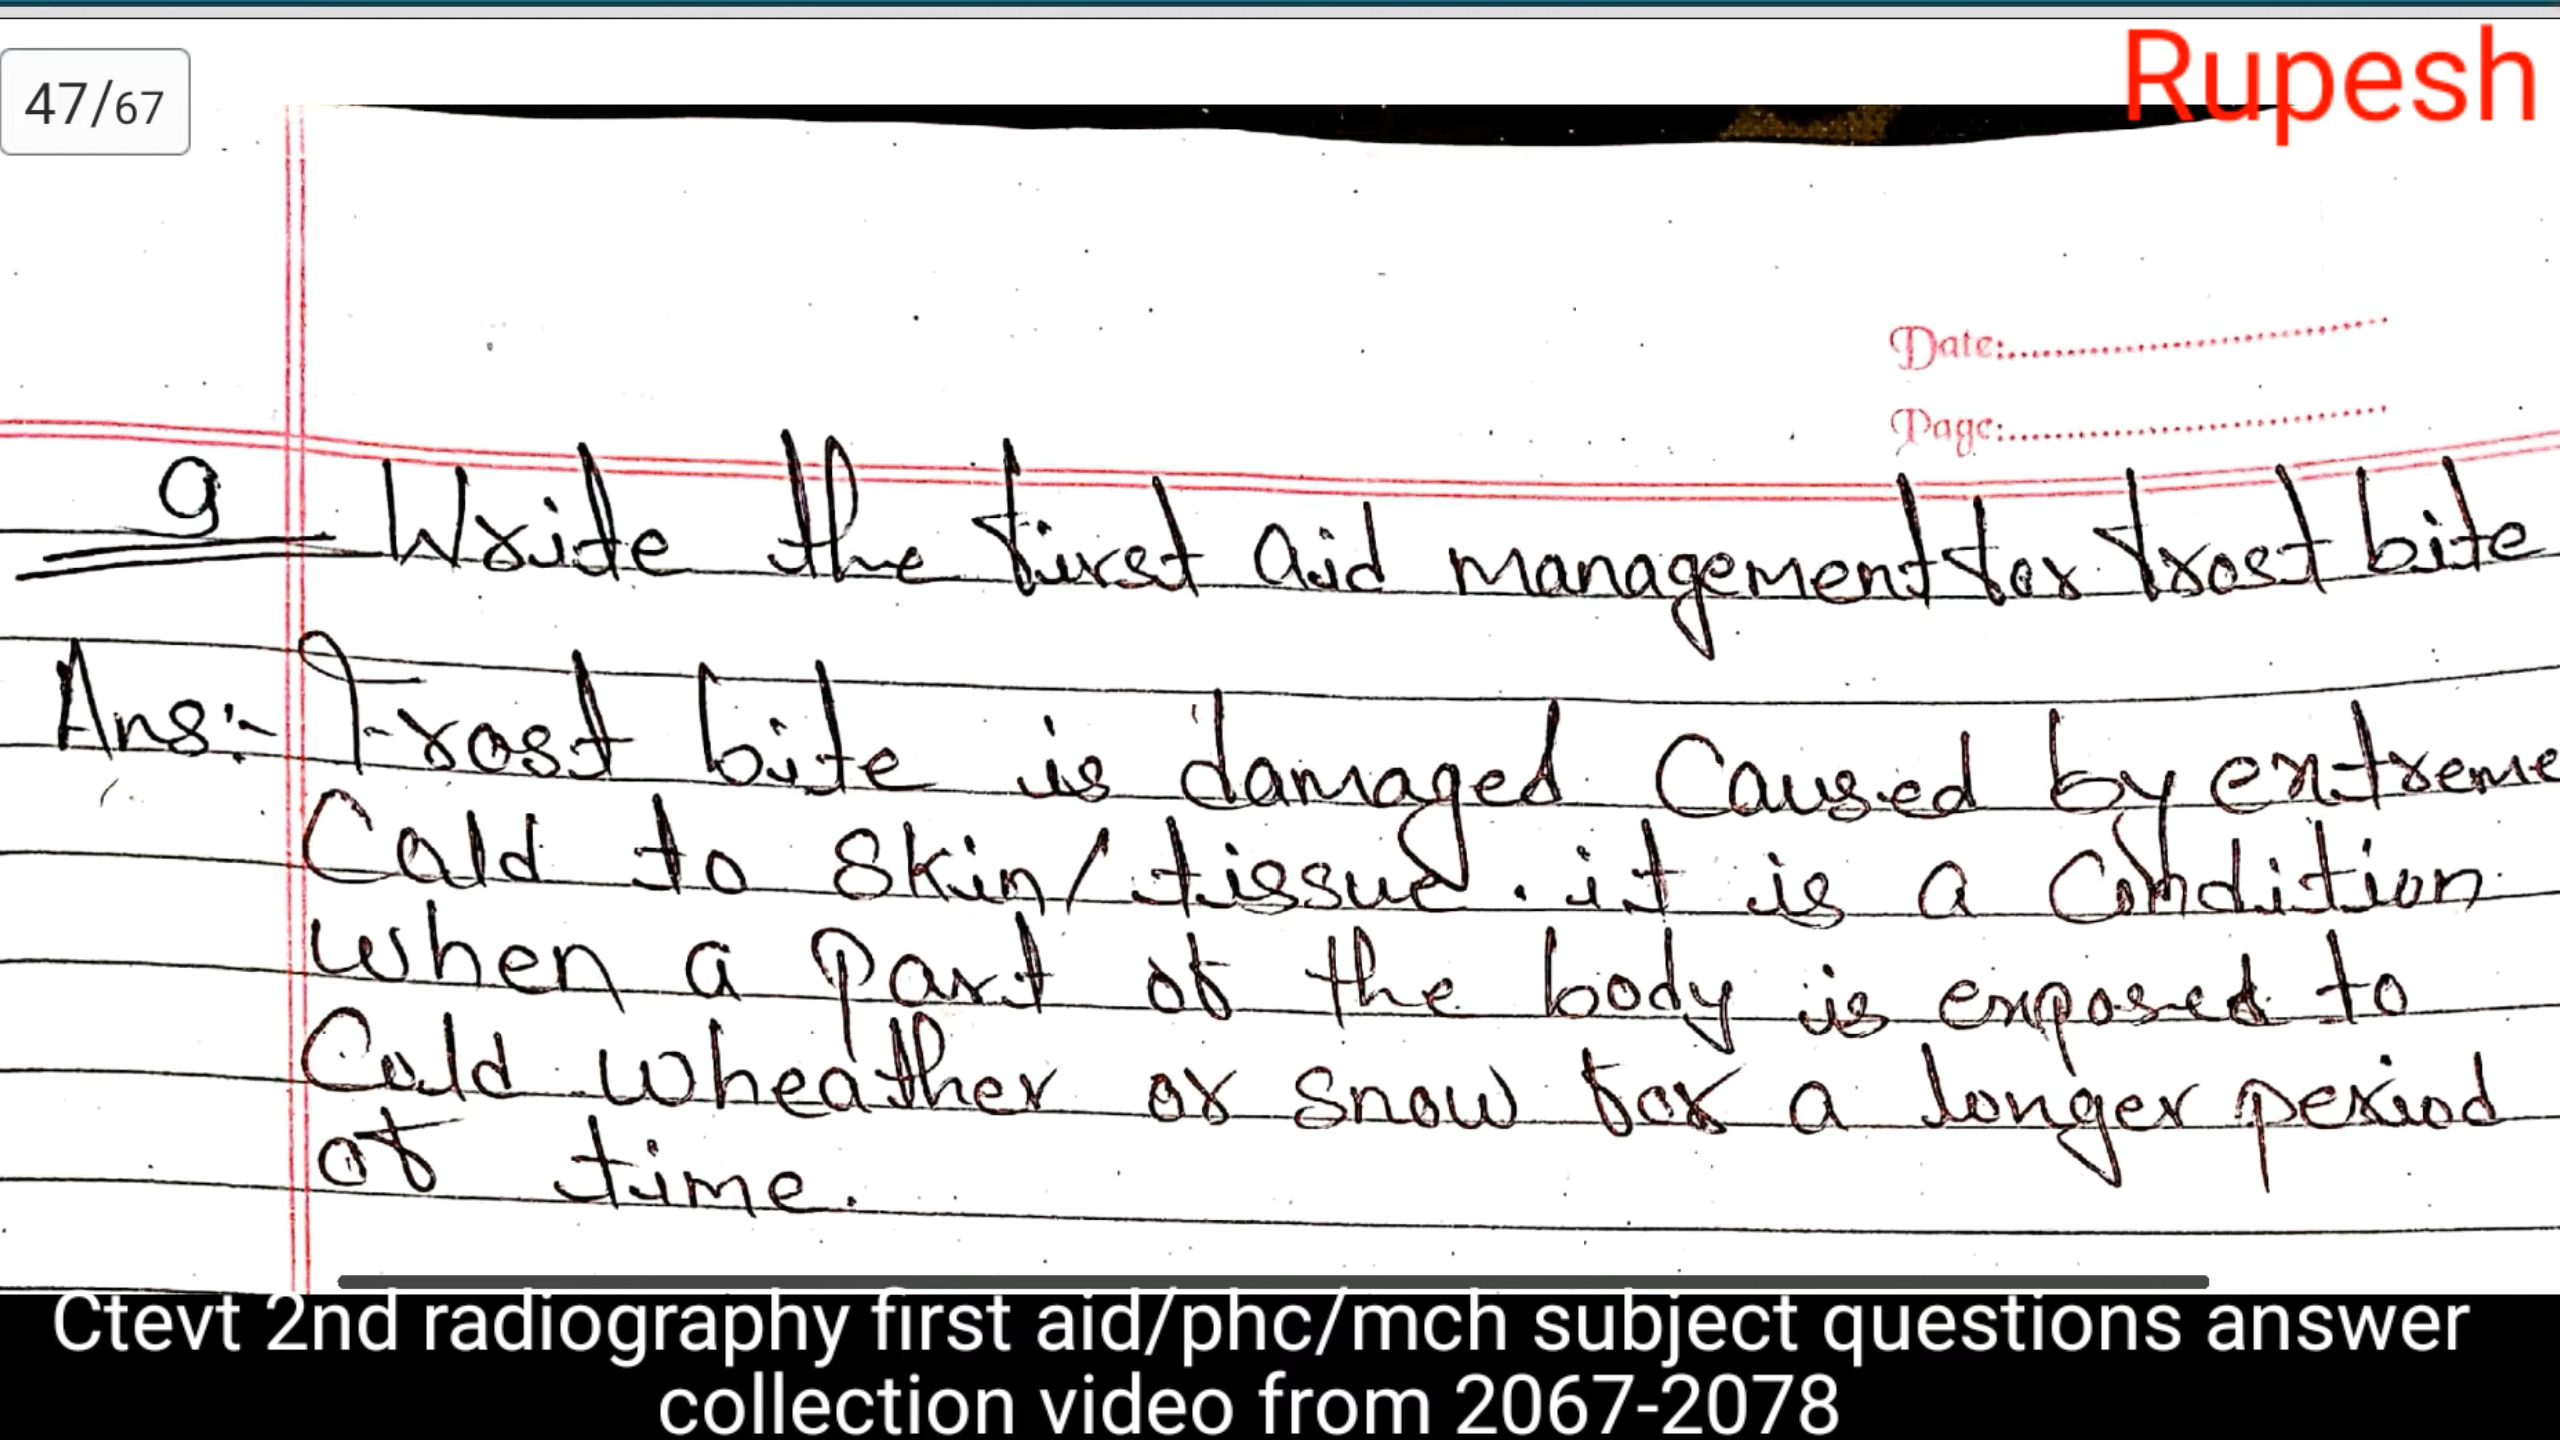 Rupesh
47/67
Date:
Page:
9 Write the first aid management for frost bite
Ans:- Frost bite is damaged caused by extreme
Cold to skin/tissue. it is a condition
when a part of the body is exposed to
Cold wheather or snow for a longer period
of time.
Ctevt 2nd radiography first aid/phc/mch subject questions answer
collection video from 2067-2078